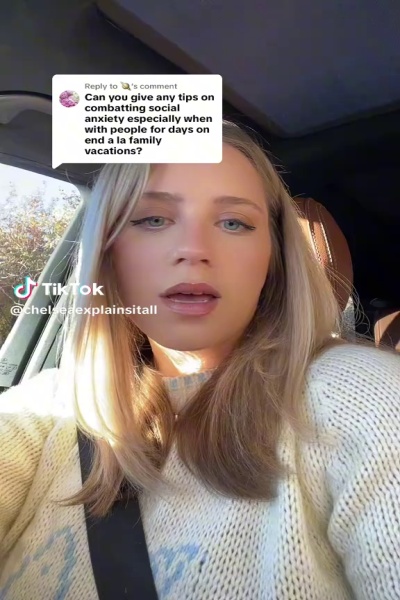 Reply to 's comment
Can you give any tips on
combatting social
anxiety especially when
with people for days on
end a la family
vacations?
TikTok
@chelseaexplainsitall